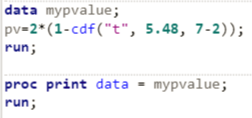 data mypvalue;
pv=2*(1-cdf("t", 5.48, 7-2));
run;
proc print data = mypvalue;
run;